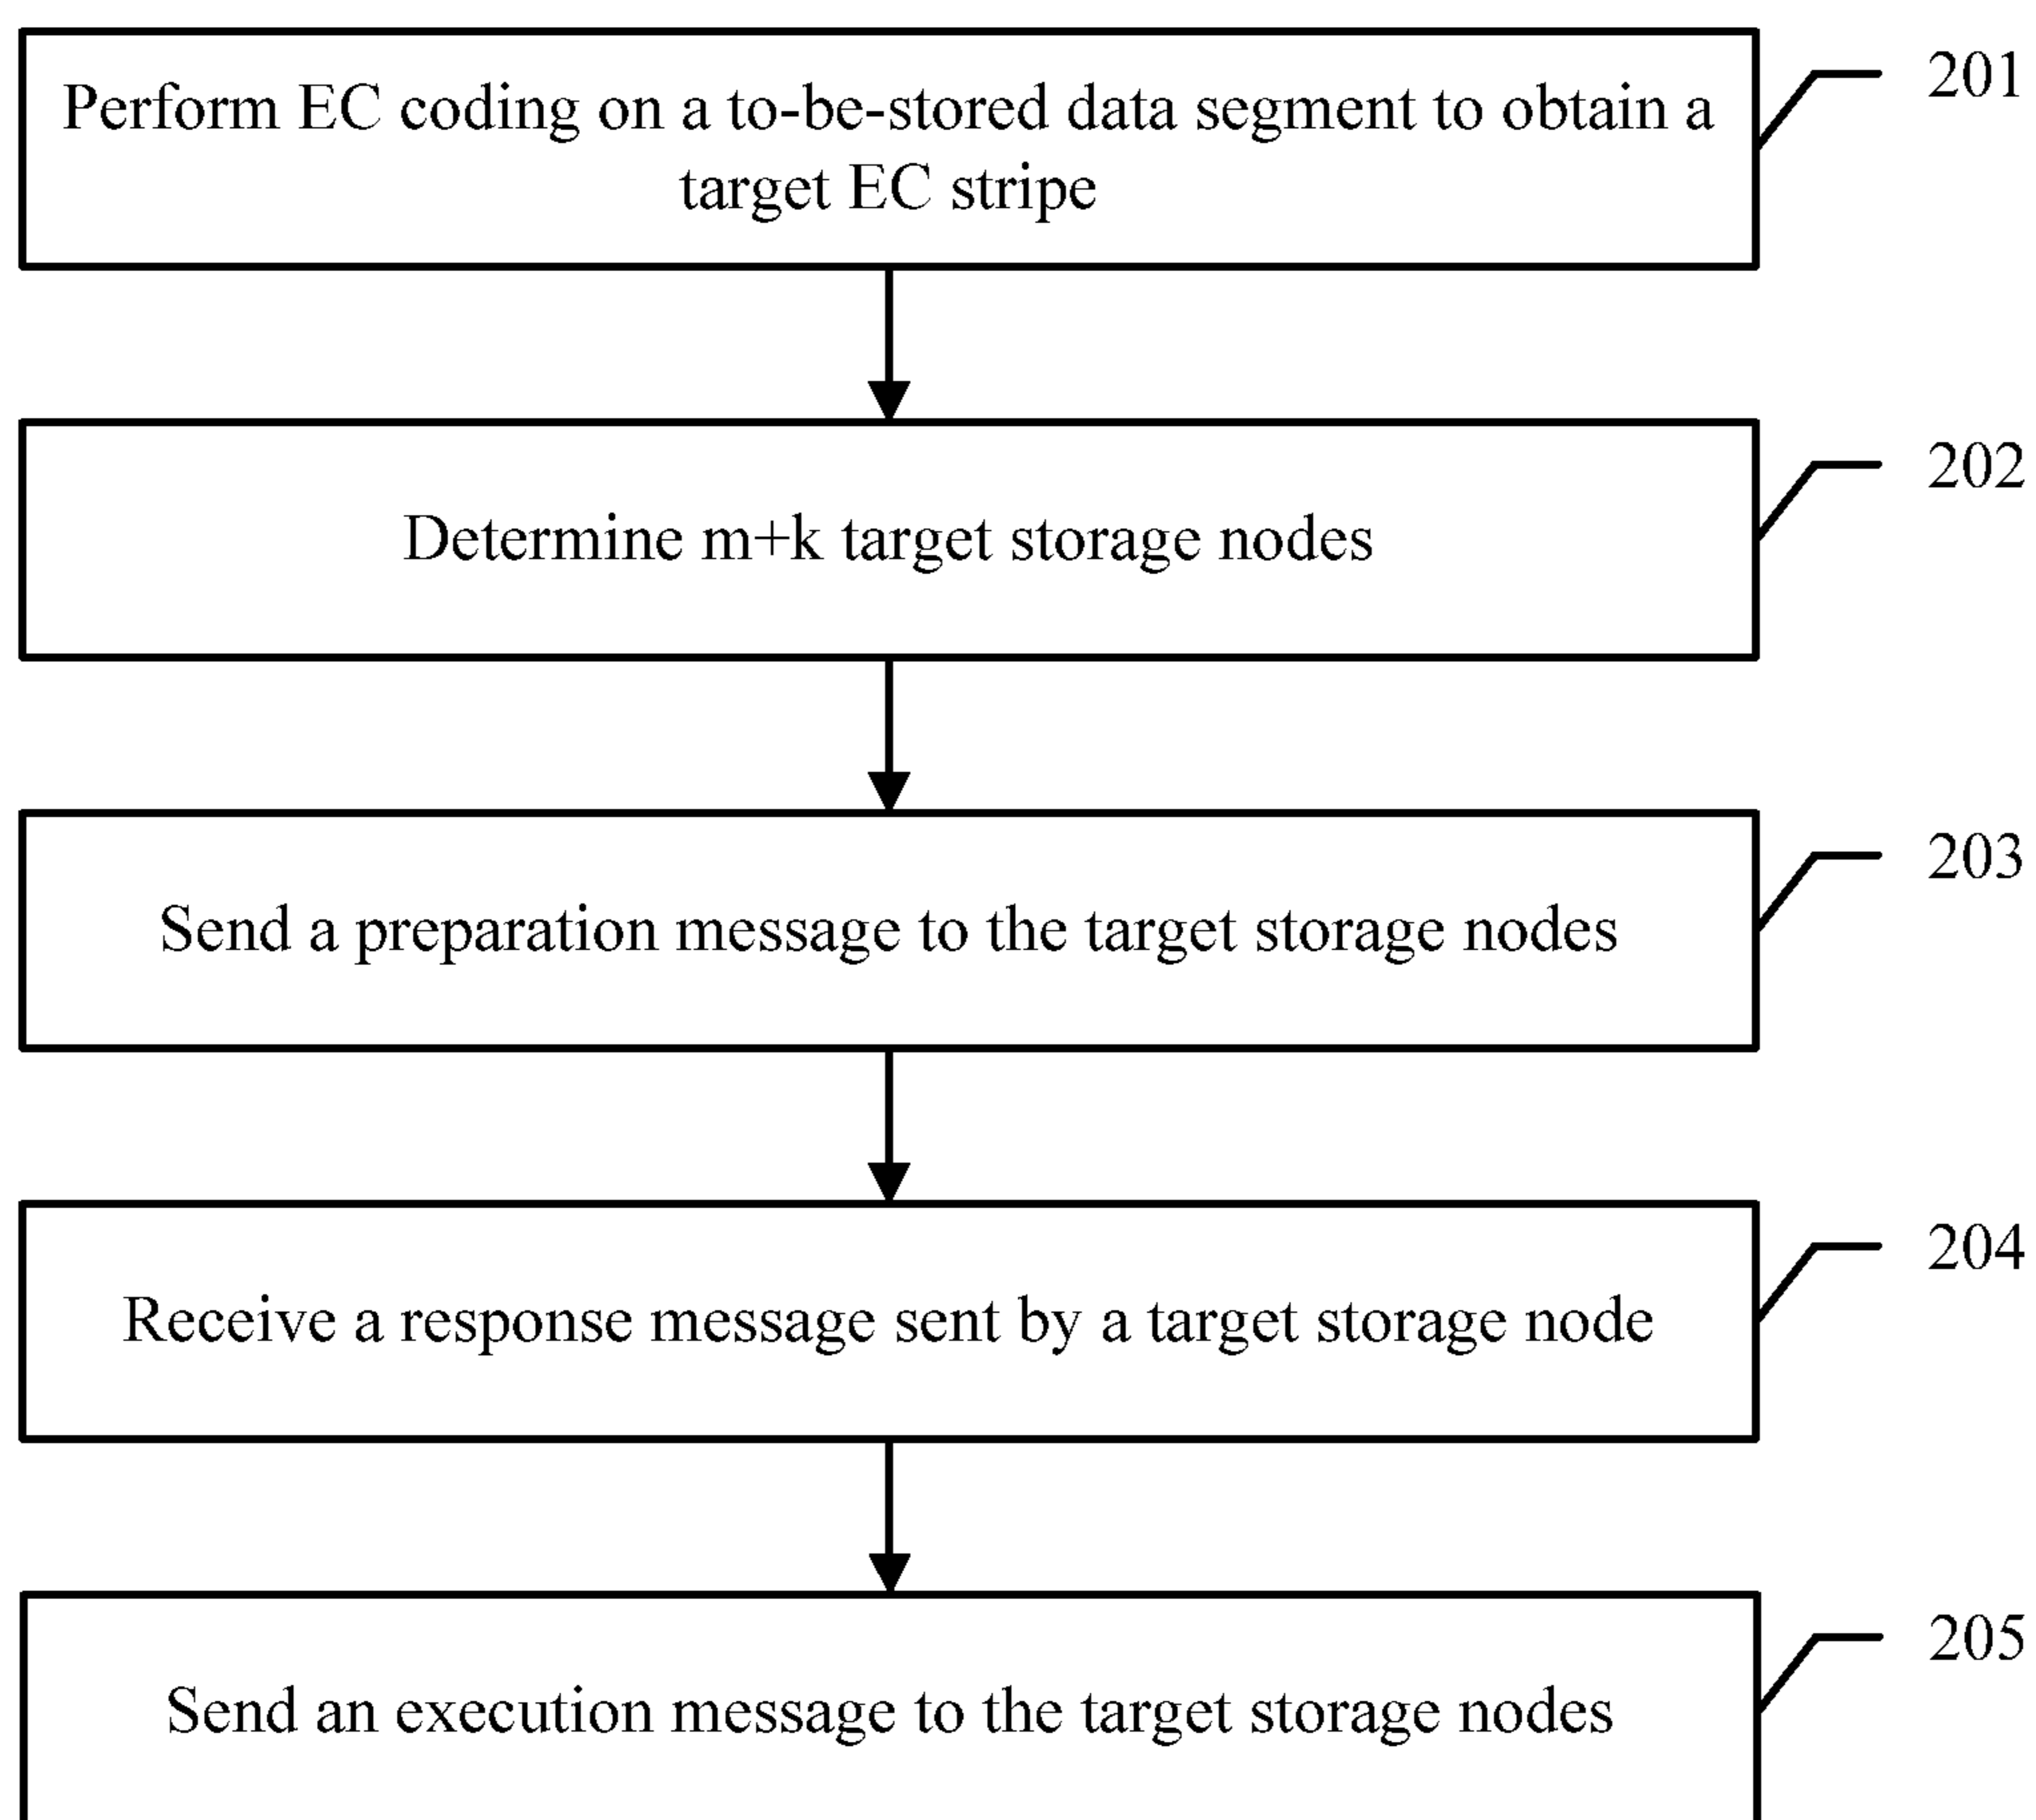 Perform EC coding on a to-be-stored data segment to obtain a
target EC stripe
201
Determine m+k target storage nodes
202
Send a preparation message to the target storage nodes
203
Receive a response message sent by a target storage node
204
Send an execution message to the target storage nodes
205